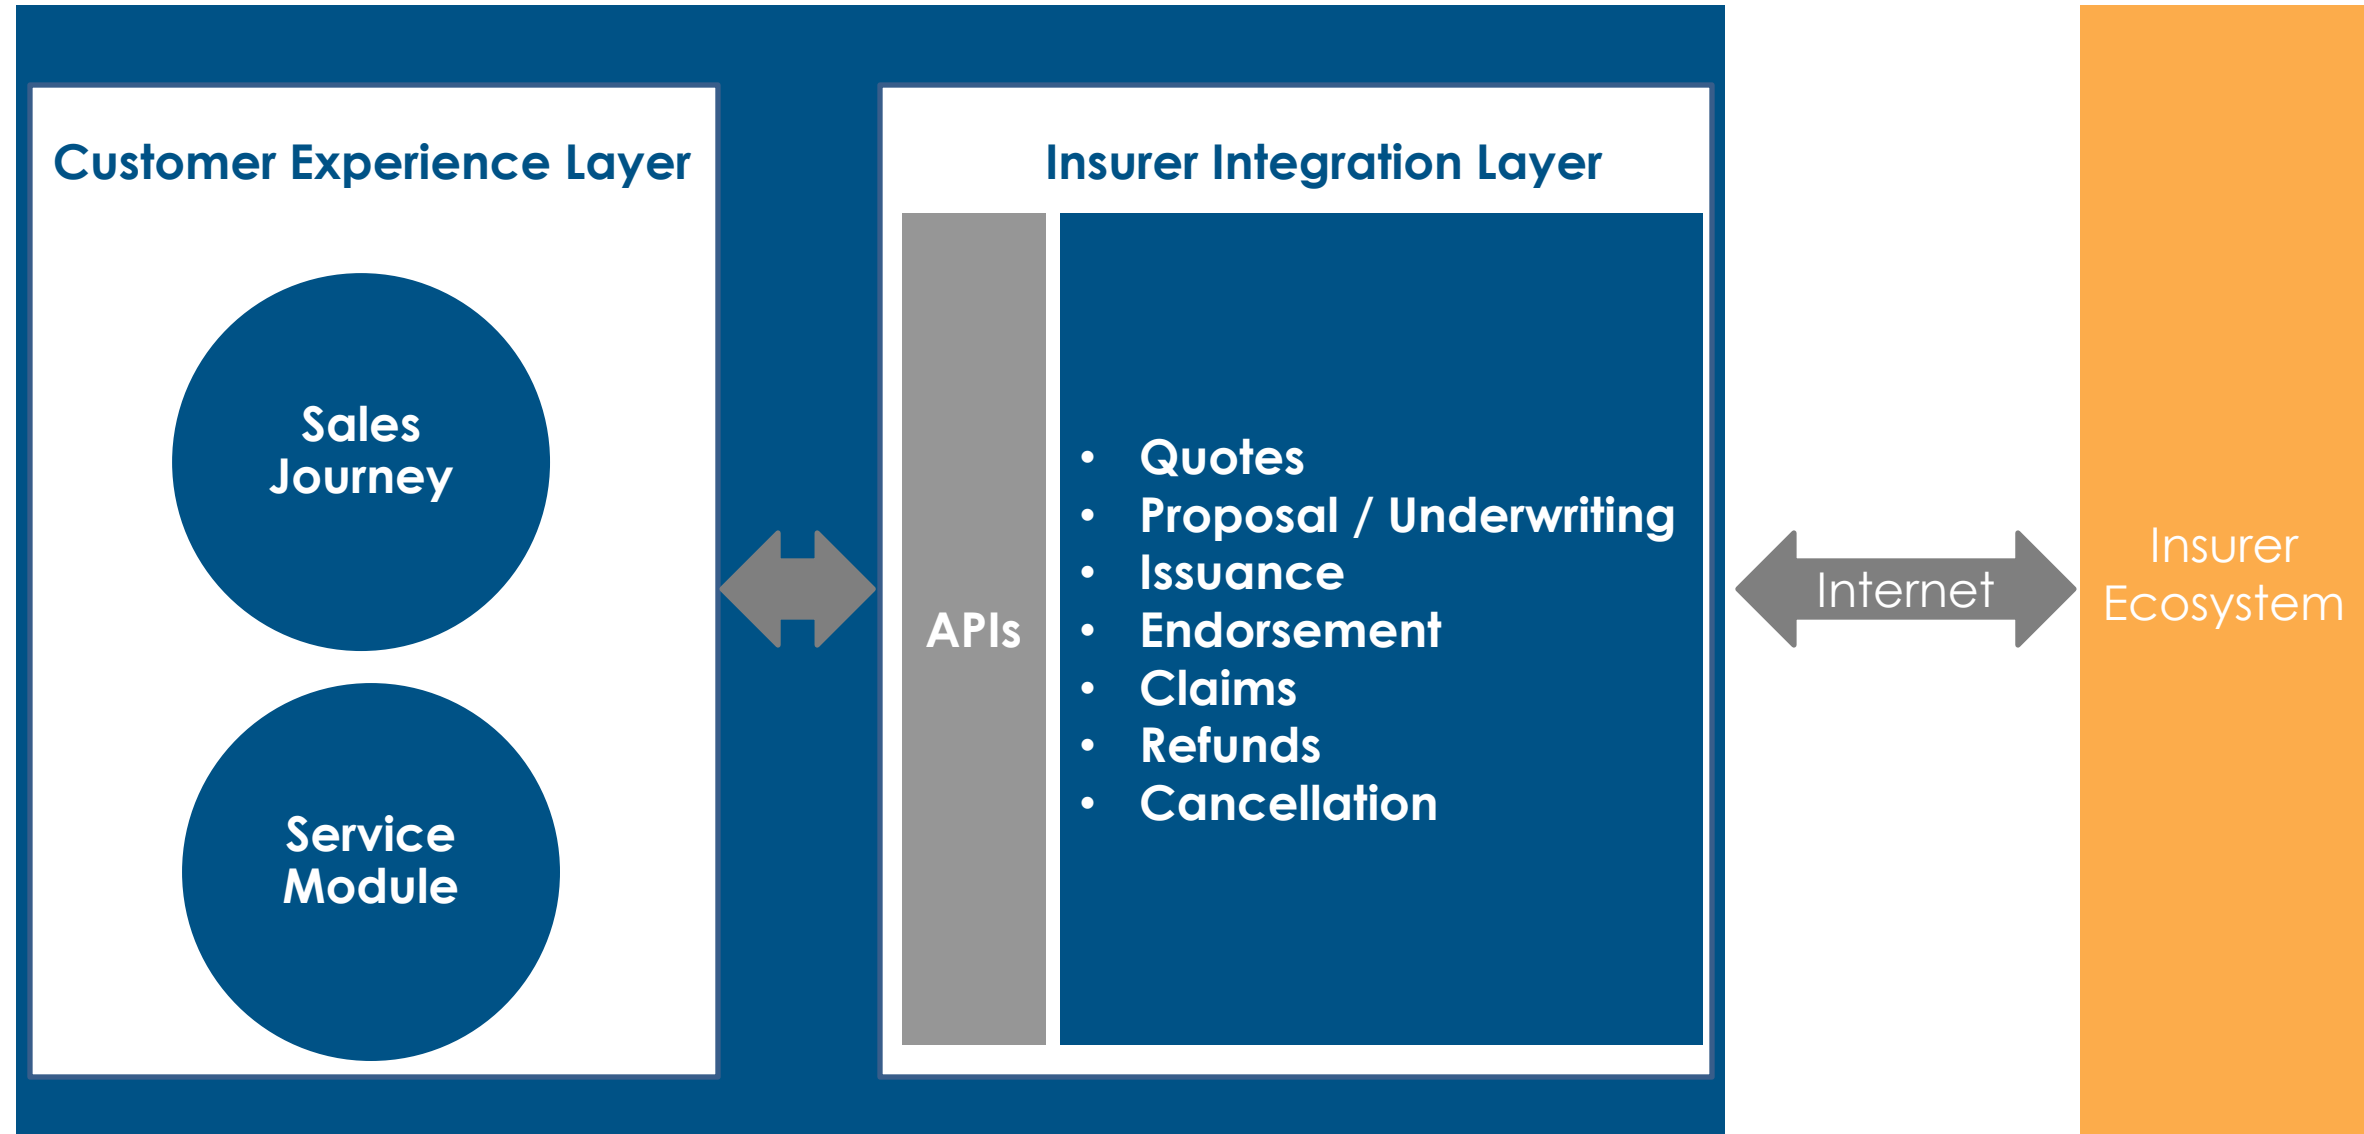 Customer Experience Layer
Sales
Journey
Service
Module
Insurer Integration Layer
APIs
• Quotes
• Proposal / Underwriting
• Issuance
• Endorsement
• Claims
• Refunds
• Cancellation
Internet
Insurer
Ecosystem